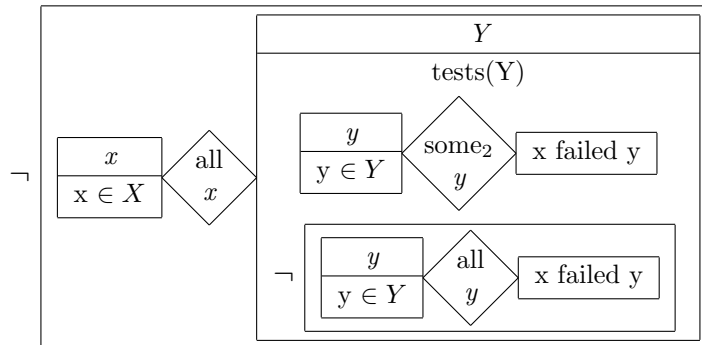 Y
tests(Y)
y
y ∈ Y
some₂
y
x failed y
x
x ∈ X
all
x
¬
¬
y
y ∈ Y
all
y
x failed y